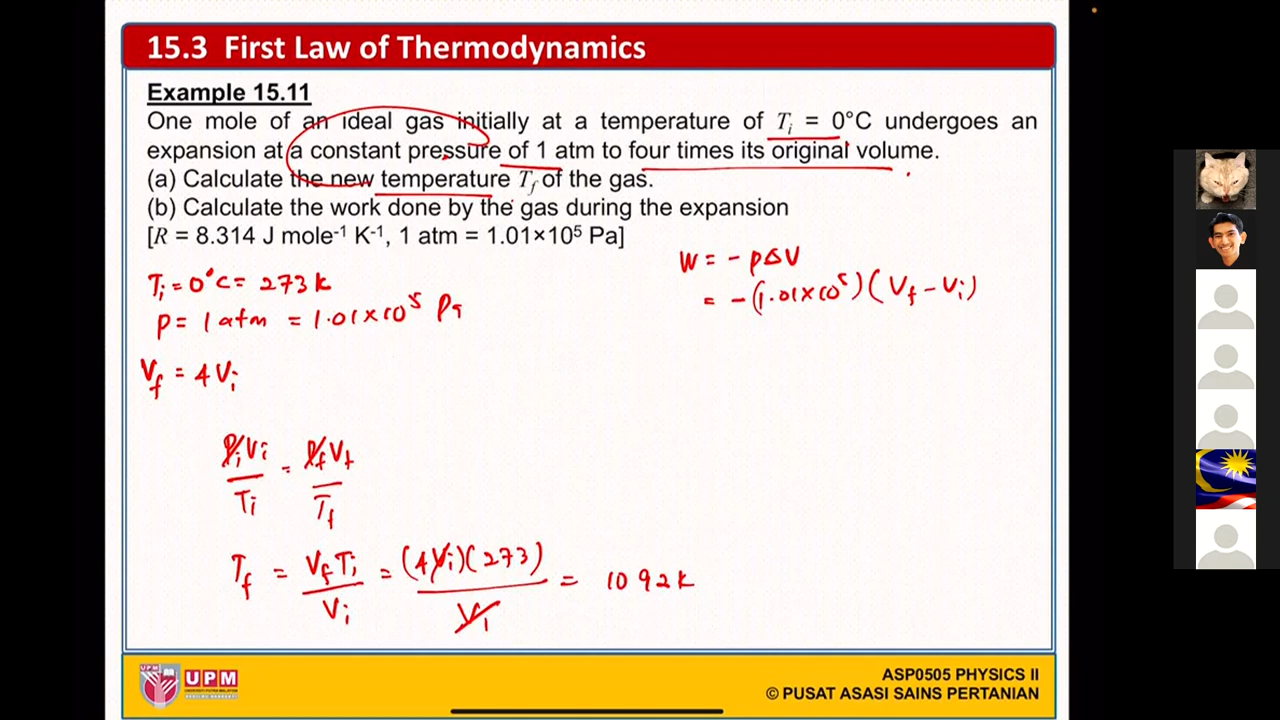 15.3 First Law of Thermodynamics
Example 15.11
One mole of an ideal gas initially at a temperature of Tᵢ = 0°C undergoes an
expansion at a constant pressure of 1 atm to four times its original volume.
(a) Calculate the new temperature T_f of the gas.
(b) Calculate the work done by the gas during the expansion
[R = 8.314 J mole⁻¹ K⁻¹, 1 atm = 1.01×10⁵ Pa]
Tᵢ = 0°C = 273 K
P = 1 atm = 1.01×10⁵ Pa
V_f = 4Vᵢ
PᵢVᵢ/Tᵢ = P_fV_f/T_f
T_f = V_fTᵢ/Vᵢ = (4Vᵢ)(273)/Vᵢ = 1092 K
W = -PΔV
= -(1.01×10⁵)(V_f - Vᵢ)
UPM
UPM
ASP0505 PHYSICS II
© PUSAT ASASI SAINS PERTANIAN